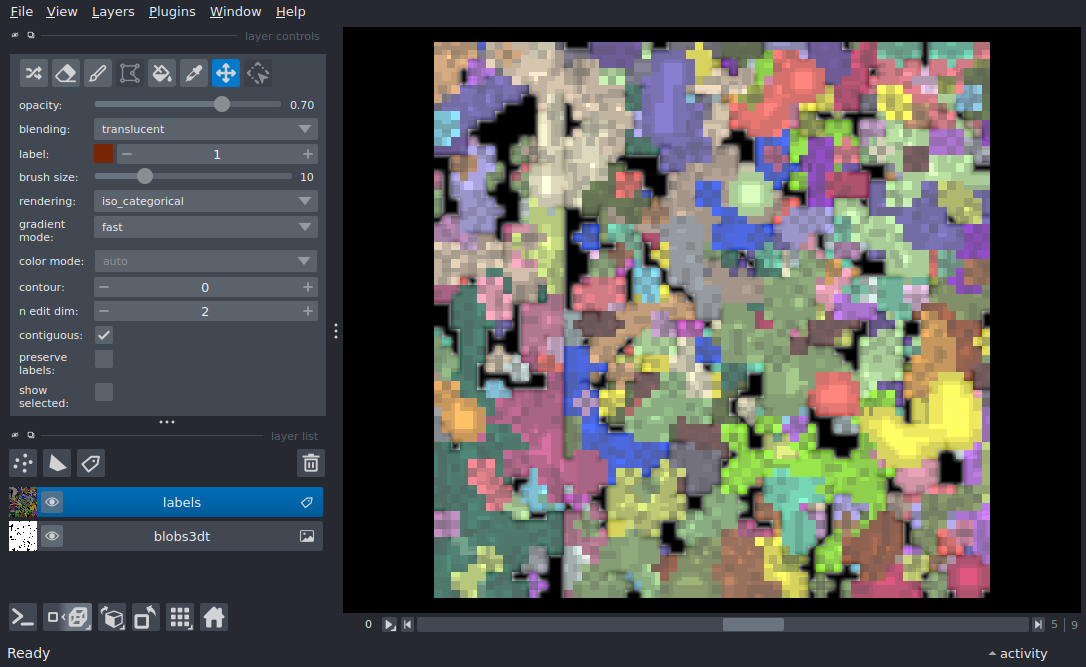 File View Layers Plugins Window Help
layer controls
opacity: 0.70
blending: translucent
label: 1
brush size: 10
rendering: iso_categorical
gradient
mode: fast
color mode: auto
contour: 0
n edit dim: 2
contiguous:
preserve
labels:
show
selected:
layer list
labels
blobs3dt
0 5 | 9
Ready activity